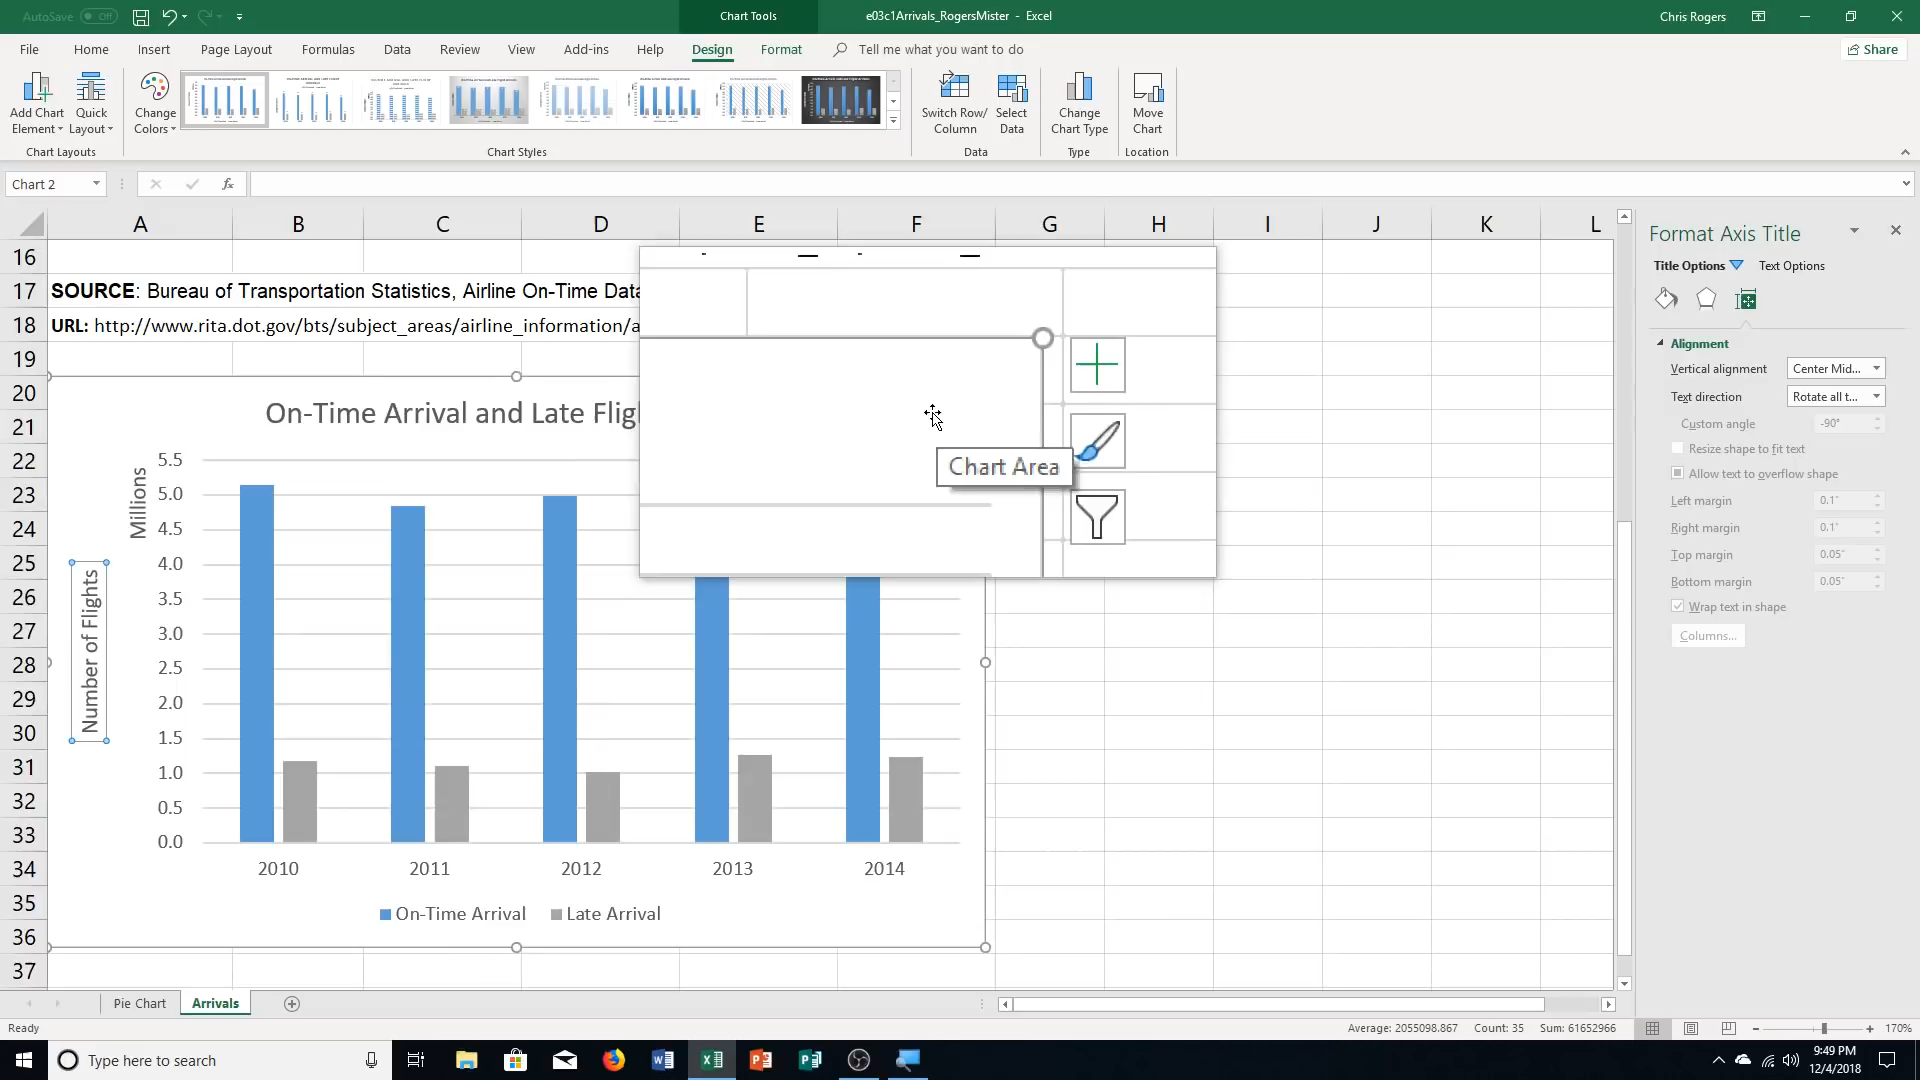 AutoSave Off
Chart Tools
e03c1Arrivals_RogersMister - Excel
Chris Rogers
File Home Insert Page Layout Formulas Data Review View Add-ins Help Design Format Tell me what you want to do Share
Add Chart Element
Quick Layout
Change Colors
Switch Row/ Column
Select Data
Change Chart Type
Move Chart
Chart Layouts Chart Styles Data Type Location
Chart 2 fx
A B C D E F G H I J K L
16
17 SOURCE: Bureau of Transportation Statistics, Airline On-Time Data
18 URL: http://www.rita.dot.gov/bts/subject_areas/airline_information/a
19
20
21
22
23
24
25
26
27
28
29
30
31
32
33
34
35
36
37
On-Time Arrival and Late Flig
Chart Area
Millions
Number of Flights
5.5
5.0
4.5
4.0
3.5
3.0
2.5
2.0
1.5
1.0
0.5
0.0
2010 2011 2012 2013 2014
On-Time Arrival Late Arrival
Format Axis Title
Title Options Text Options
Alignment
Vertical alignment Center Mid...
Text direction Rotate all t...
Custom angle -90°
Resize shape to fit text
Allow text to overflow shape
Left margin 0.1"
Right margin 0.1"
Top margin 0.05"
Bottom margin 0.05"
Wrap text in shape
Columns...
Pie Chart Arrivals
Ready
Average: 2055098.867 Count: 35 Sum: 61652966
170%
Type here to search
9:49 PM
12/4/2018